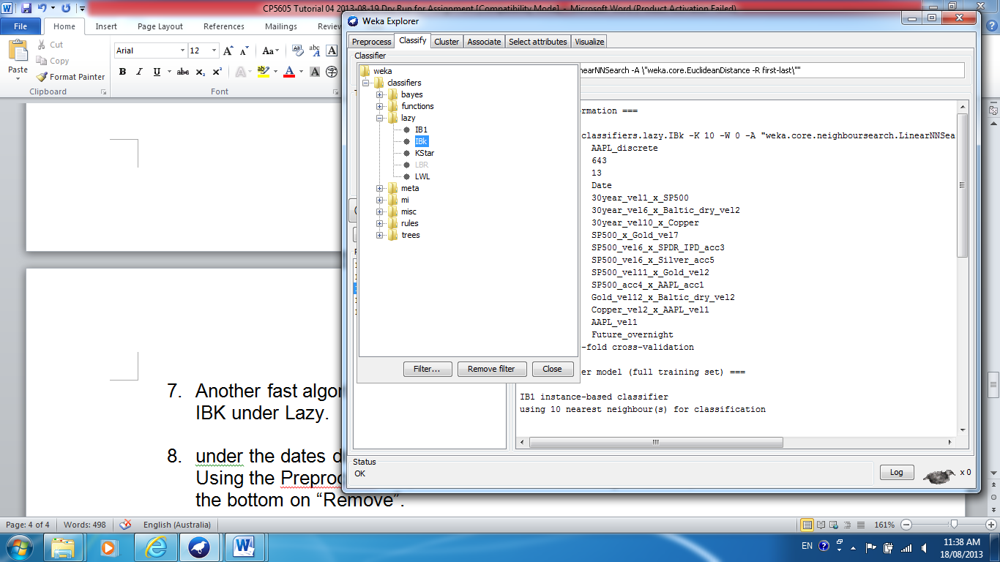 CP5605 Tutorial 04 2013-08-19 Dry Run for Assignment [Compatibility Mode] - Microsoft Word (Product Activation Failed)
File Home Insert Page Layout References Mailings Review
Cut
Copy
Format Painter
Paste
Clipboard
Arial 12
Font
Weka Explorer
Preprocess Classify Cluster Associate Select attributes Visualize
Classifier
nearNNSearch -A \"weka.core.EuclideanDistance -R first-last\""
weka
classifiers
bayes
functions
lazy
IB1
IBk
KStar
LBR
LWL
meta
mi
misc
rules
trees
Filter... Remove filter Close
rmation ===
classifiers.lazy.IBk -K 10 -W 0 -A "weka.core.neighboursearch.LinearNNSea
AAPL_discrete
643
13
Date
30year_vel1_x_SP500
30year_vel6_x_Baltic_dry_vel2
30year_vel10_x_Copper
SP500_x_Gold_vel7
SP500_vel6_x_SPDR_IPD_acc3
SP500_vel6_x_Silver_acc5
SP500_vel11_x_Gold_vel2
SP500_acc4_x_AAPL_acc1
Gold_vel12_x_Baltic_dry_vel2
Copper_vel2_x_AAPL_vel1
AAPL_vel1
Future_overnight
-fold cross-validation
er model (full training set) ===
IB1 instance-based classifier
using 10 nearest neighbour(s) for classification
Status
OK
Log
x 0
7. Another fast algor
IBK under Lazy.
8. under the dates d
Using the Preproc
the bottom on “Remove”.
Page: 4 of 4 Words: 498 English (Australia) 161%
EN 11:38 AM
18/08/2013